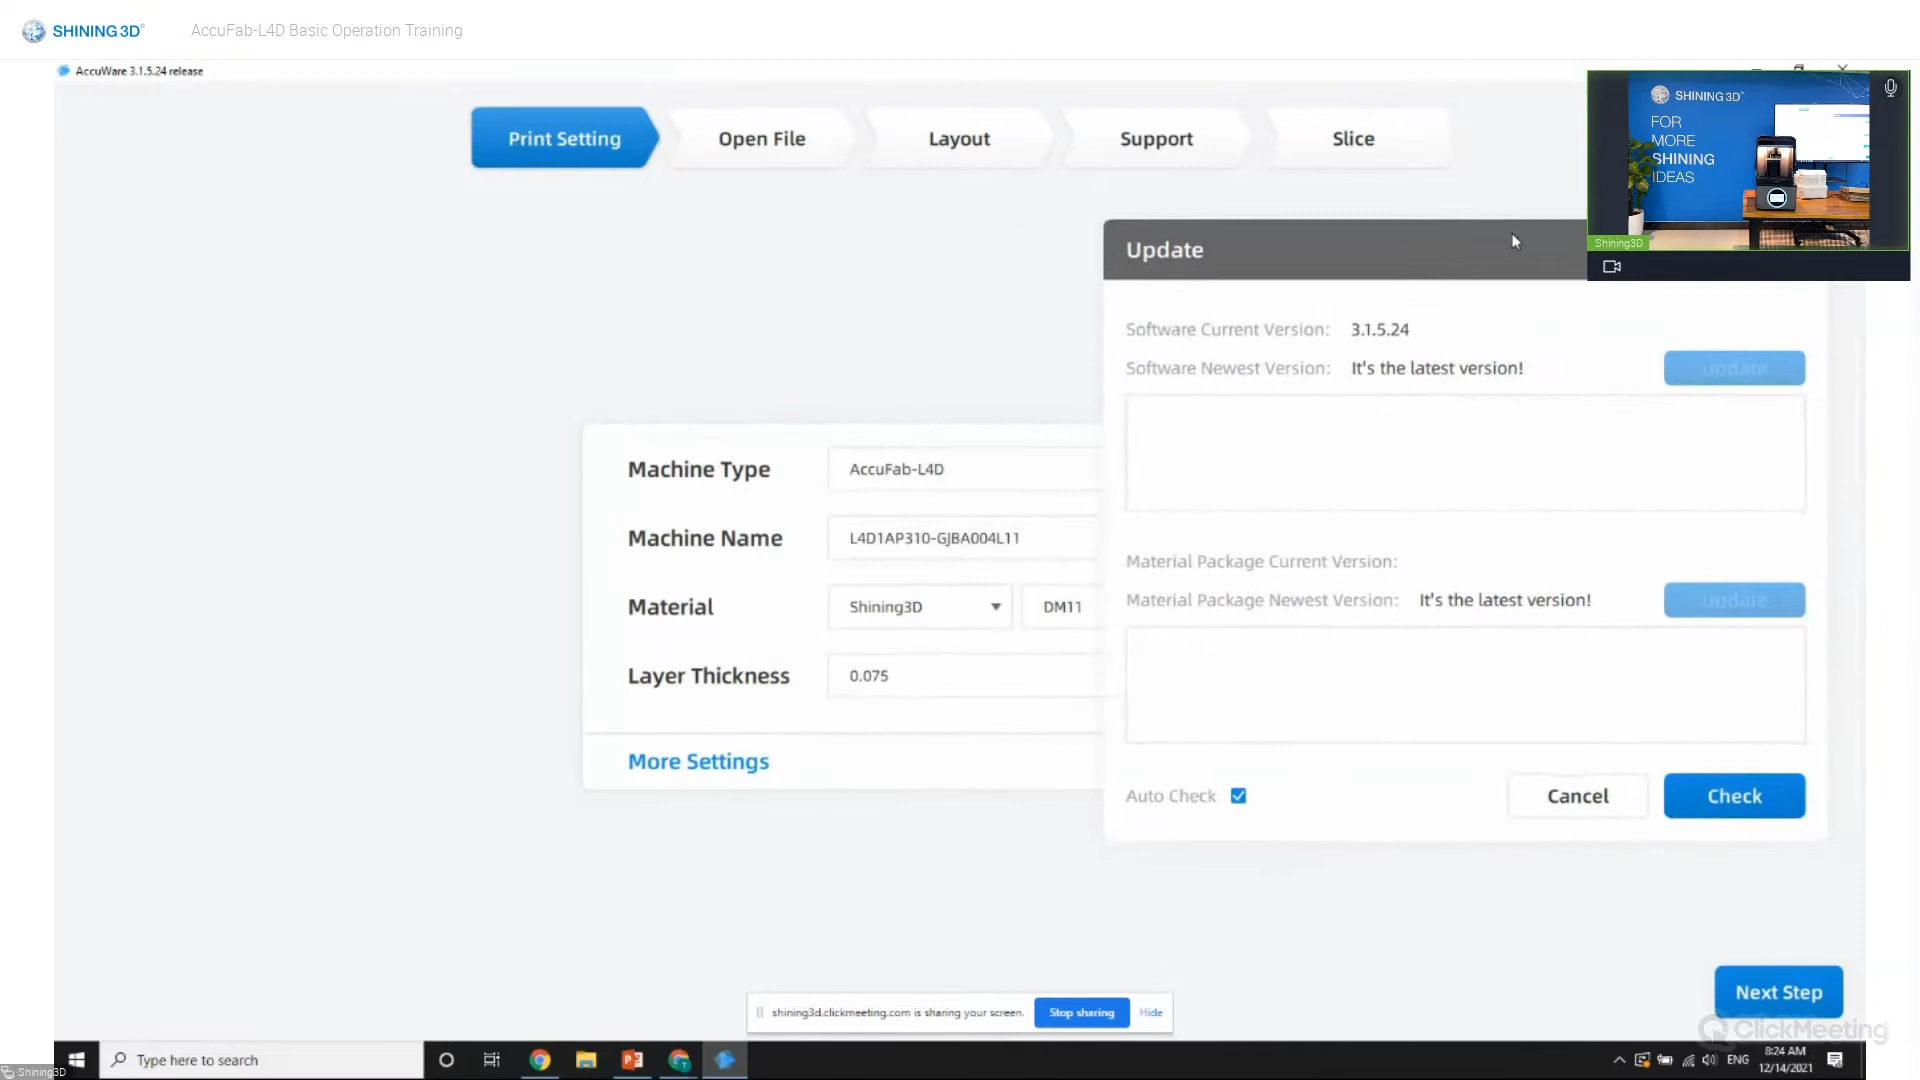 SHINING 3D®
AccuFab-L4D Basic Operation Training
AccuWare 3.1.5.24 release
Print Setting
Open File
Layout
Support
Slice
SHINING 3D®
FOR
MORE
SHINING
IDEAS
Shining3D
Update
Software Current Version: 3.1.5.24
Software Newest Version: It's the latest version!
Update
Machine Type AccuFab-L4D
Machine Name L4D1AP310-GJBA004L11
Material Shining3D DM11
Layer Thickness 0.075
More Settings
Material Package Current Version:
Material Package Newest Version: It's the latest version!
Update
Auto Check
Cancel
Check
Next Step
shining3d.clickmeeting.com is sharing your screen.
Stop sharing
Hide
ClickMeeting
Type here to search
ENG
8:24 AM
12/14/2021
Shining3D